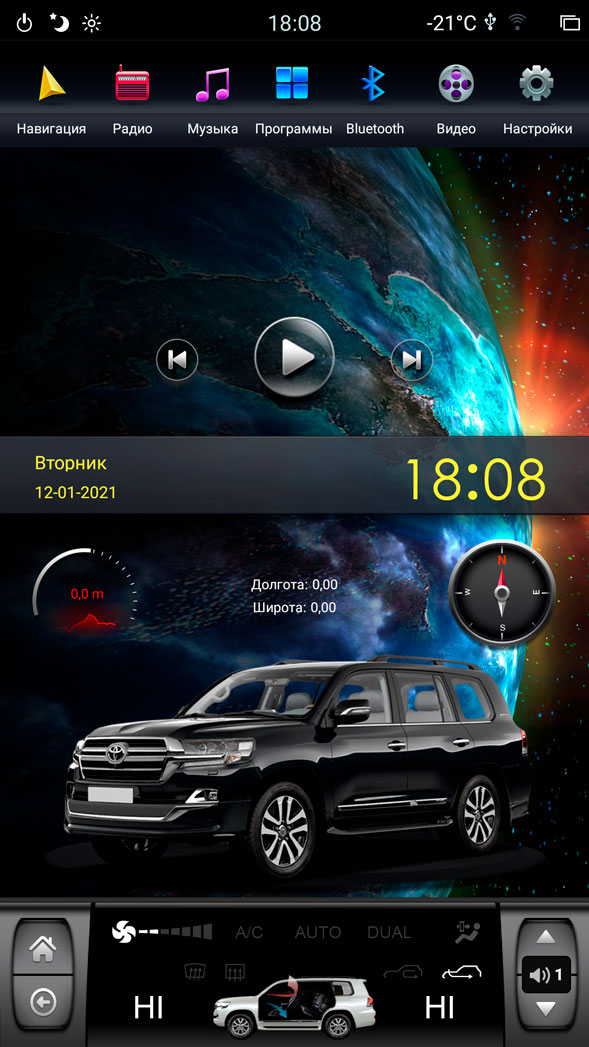 18:08 -21°C
Навигация Радио Музыка Программы Bluetooth Видео Настройки
Вторник
12-01-2021
18:08
0,0 m
Долгота: 0,00
Широта: 0,00
N
W E
S
A/C AUTO DUAL
1
HI HI